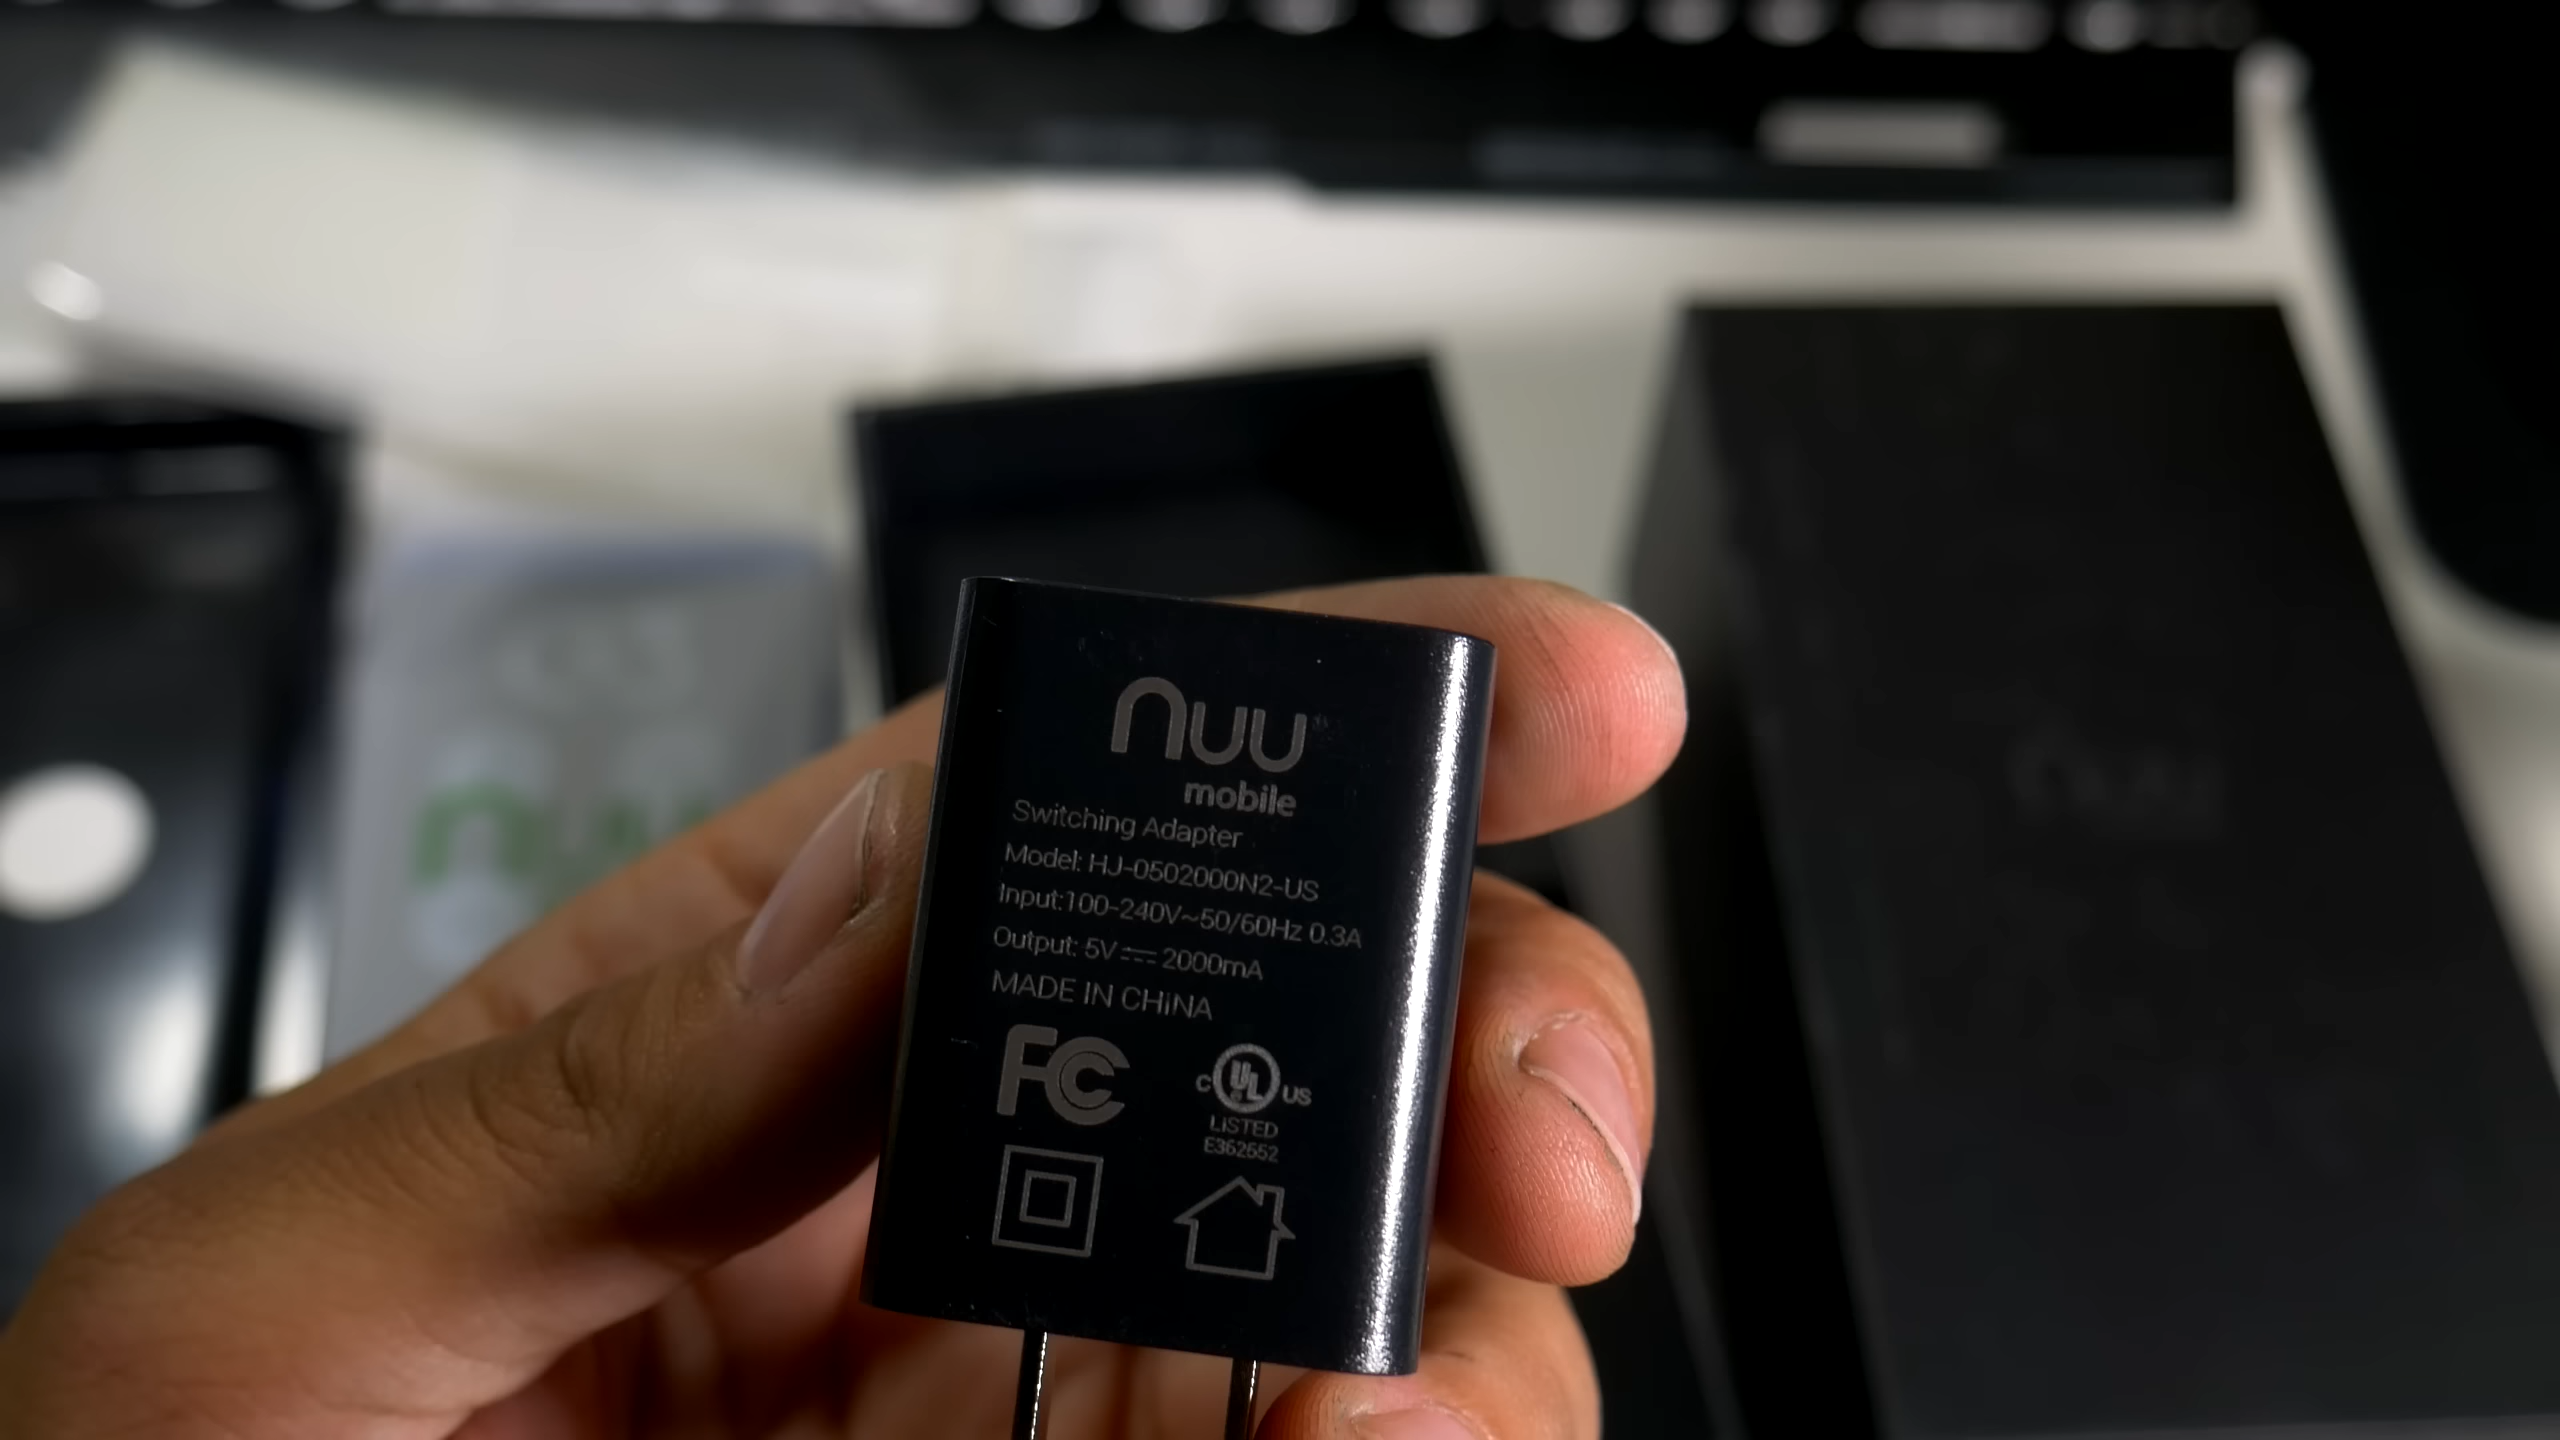 nuu
mobile
Switching Adapter
Model: HJ-0502000N2-US
Input:100-240V~50/60Hz 0.3A
Output: 5V⎓2000mA
MADE IN CHiNA
FC
C UL US
LiSTED
E362552
nuu